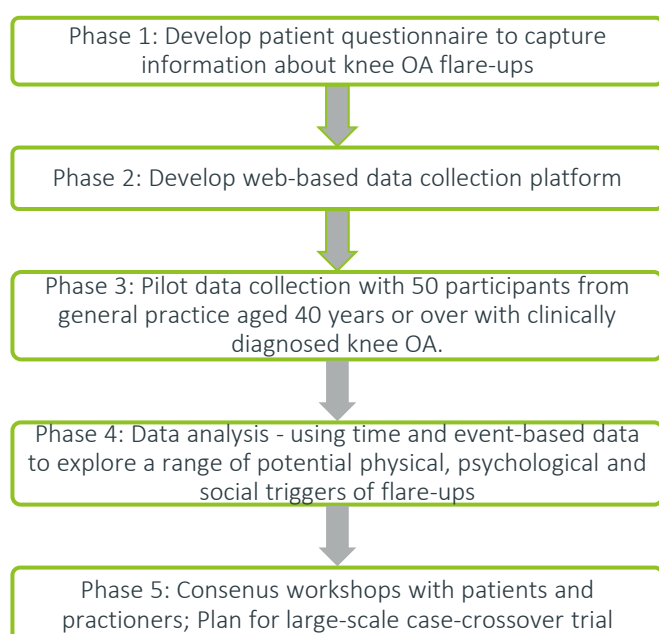 Phase 1: Develop patient questionnaire to capture
information about knee OA flare-ups
Phase 2: Develop web-based data collection platform
Phase 3: Pilot data collection with 50 participants from
general practice aged 40 years or over with clinically
diagnosed knee OA.
Phase 4: Data analysis - using time and event-based data
to explore a range of potential physical, psychological and
social triggers of flare-ups
Phase 5: Consenus workshops with patients and
practioners; Plan for large-scale case-crossover trial